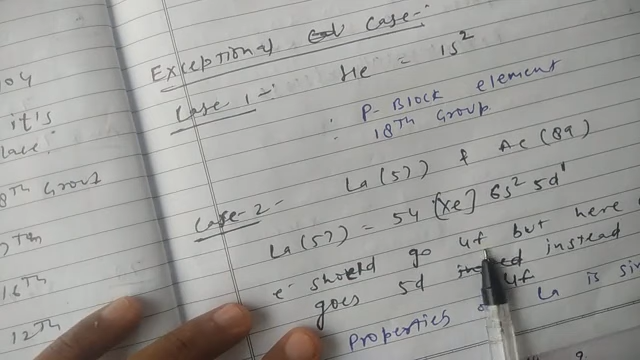 04
it's
8th Group
16th
12th
Exceptional Case:-
Case 1:- He = 1s²
∴ P-Block element
18th Group
Case-2- La(57) & Ac(89)
La(57) = 54 [Xe] 6s² 5d¹
e⁻ should go 4f but here
goes 5d instead
4f
Properties La is